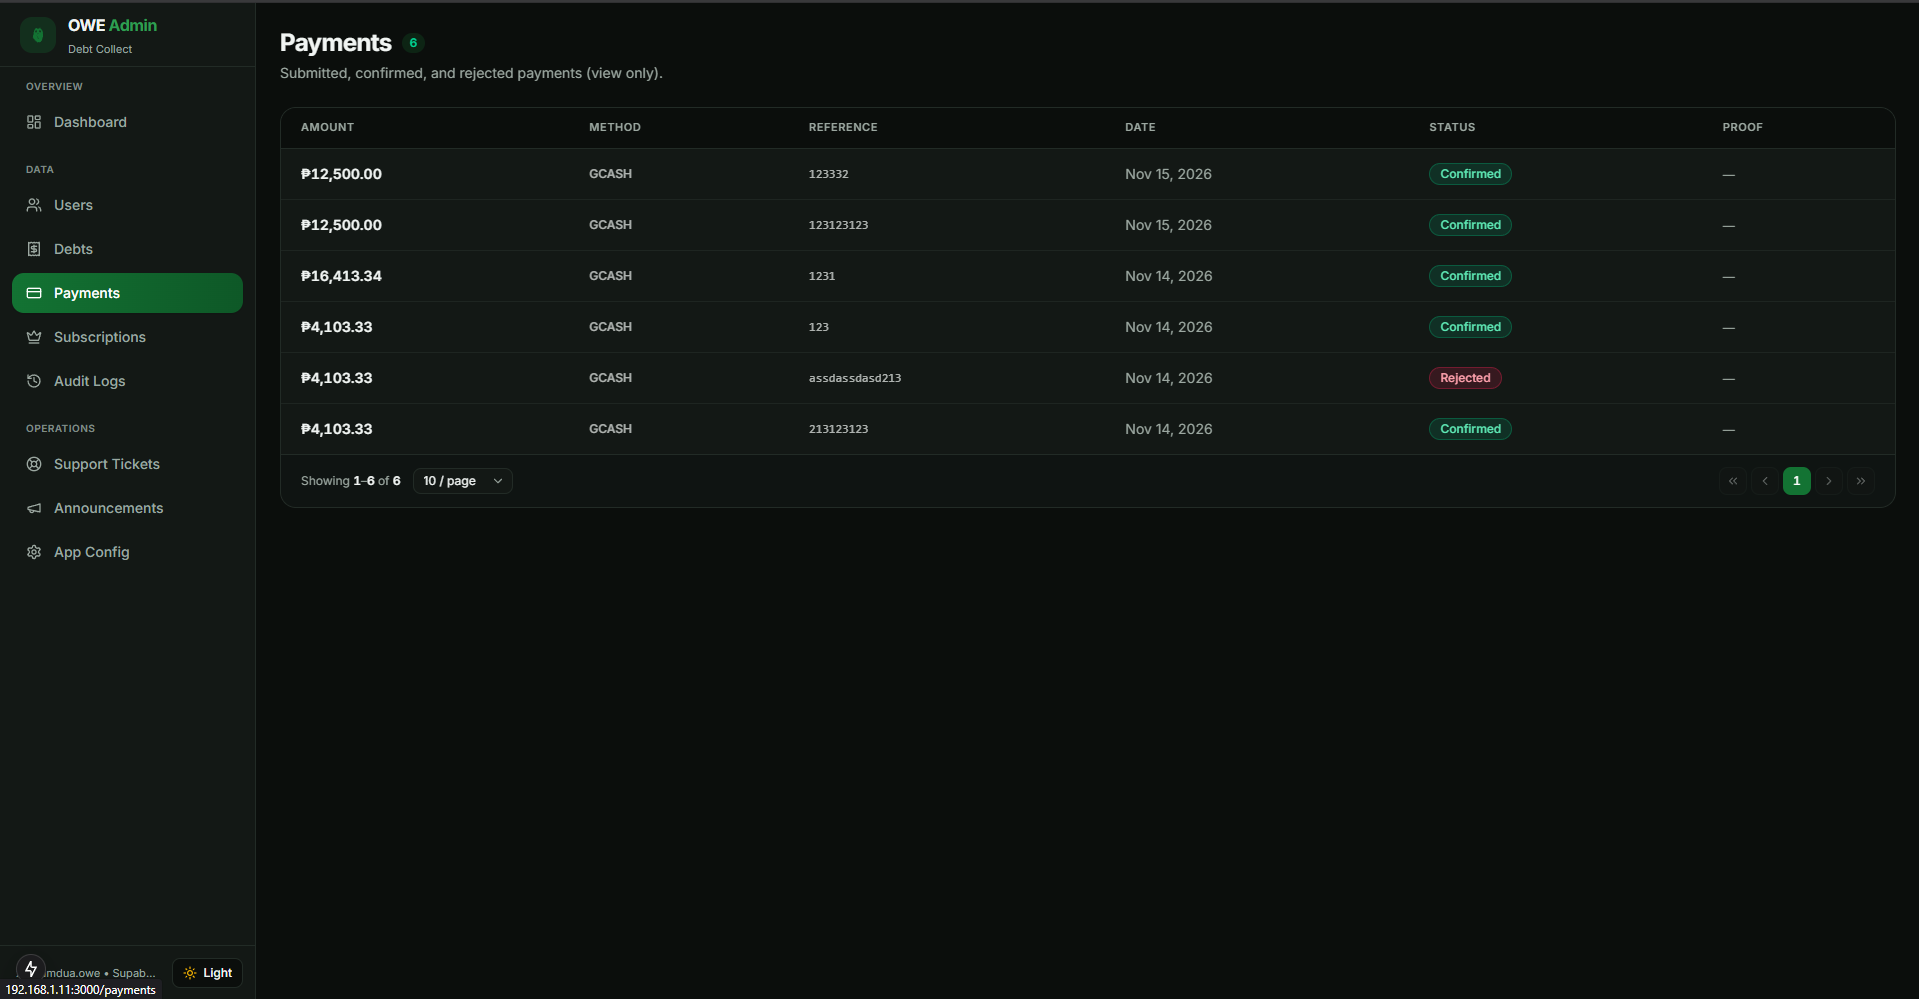 OWE Admin
Debt Collect
OVERVIEW
Dashboard
DATA
Users
Debts
Payments
Subscriptions
Audit Logs
OPERATIONS
Support Tickets
Announcements
App Config
mdua.owe • Supab...
Light
192.168.1.11:3000/payments
Payments 6
Submitted, confirmed, and rejected payments (view only).
AMOUNT METHOD REFERENCE DATE STATUS PROOF
₱12,500.00 GCASH 123332 Nov 15, 2026 Confirmed —
₱12,500.00 GCASH 123123123 Nov 15, 2026 Confirmed —
₱16,413.34 GCASH 1231 Nov 14, 2026 Confirmed —
₱4,103.33 GCASH 123 Nov 14, 2026 Confirmed —
₱4,103.33 GCASH assdassdasd213 Nov 14, 2026 Rejected —
₱4,103.33 GCASH 213123123 Nov 14, 2026 Confirmed —
Showing 1–6 of 6 10 / page « ‹ 1 › »